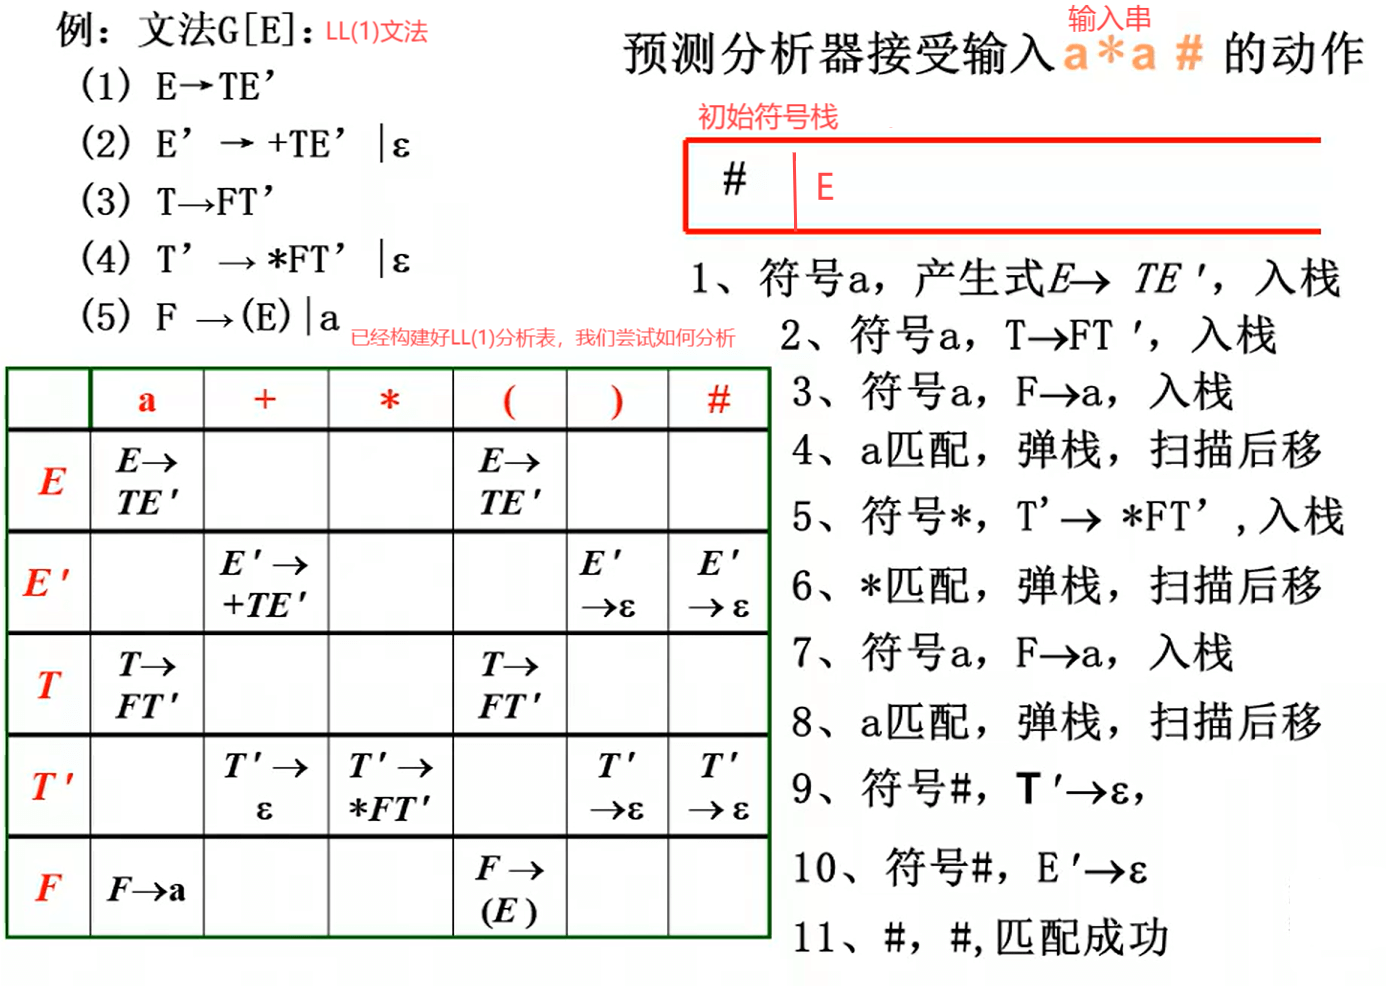 例：文法G[E]：LL(1)文法
(1) E→TE’
(2) E’ → +TE’ |ε
(3) T→FT’
(4) T’ → *FT’ |ε
(5) F →(E)|a
已经构建好LL(1)分析表，我们尝试如何分析
a + * ( ) #
E E→TE′ E→TE′
E′ E′→+TE′ E′→ε E′→ε
T T→FT′ T→FT′
T′ T′→ε T′→*FT′ T′→ε T′→ε
F F→a F→(E)
输入串
预测分析器接受输入a*a # 的动作
初始符号栈
# E
1、符号a，产生式E→ TE ′，入栈
2、符号a，T→FT ′，入栈
3、符号a，F→a，入栈
4、a匹配，弹栈，扫描后移
5、符号*，T'→ *FT’ ,入栈
6、*匹配，弹栈，扫描后移
7、符号a，F→a，入栈
8、a匹配，弹栈，扫描后移
9、符号#，T ′→ε，
10、符号#，E ′→ε
11、#，#,匹配成功